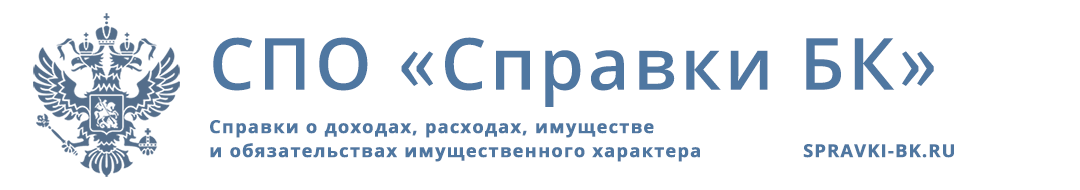 СПО «Справки БК»
Справки о доходах, расходах, имуществе
и обязательствах имущественного характера
SPRAVKI-BK.RU